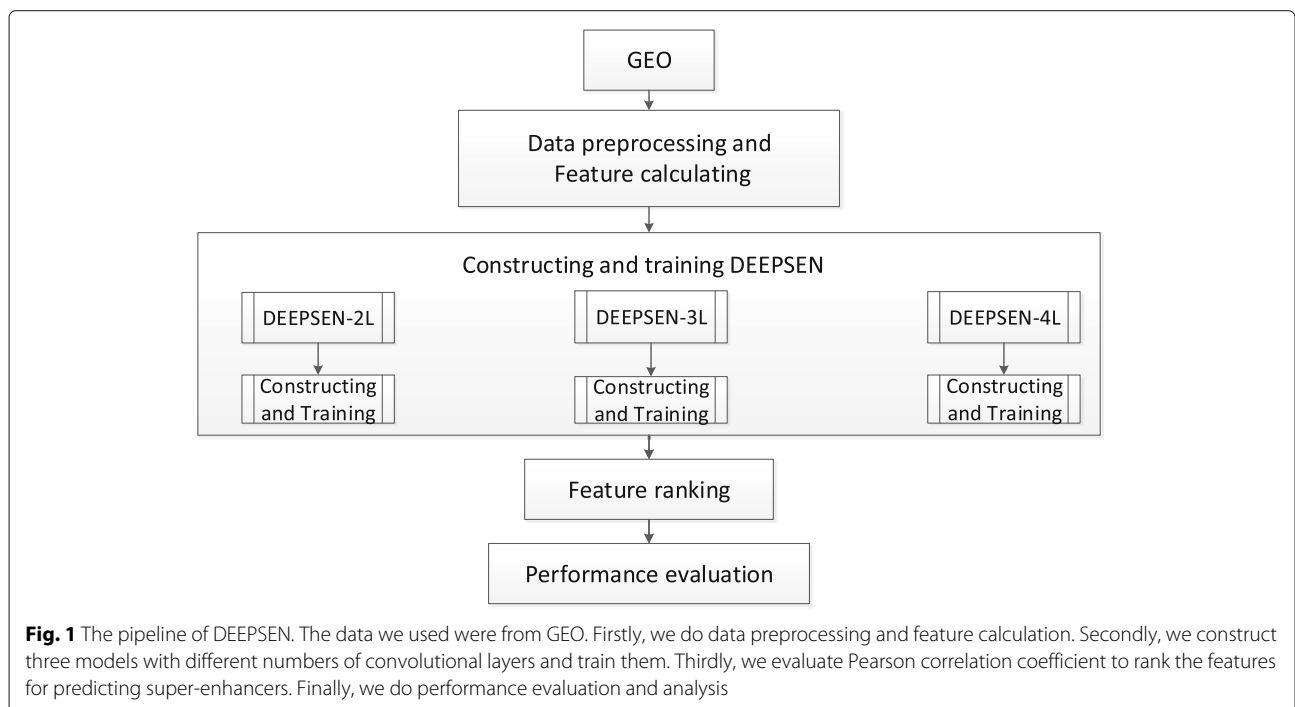 GEO
Data preprocessing and
Feature calculating
Constructing and training DEEPSEN
DEEPSEN-2L
DEEPSEN-3L
DEEPSEN-4L
Constructing
and Training
Constructing
and Training
Constructing
and Training
Feature ranking
Performance evaluation
Fig. 1 The pipeline of DEEPSEN. The data we used were from GEO. Firstly, we do data preprocessing and feature calculation. Secondly, we construct
three models with different numbers of convolutional layers and train them. Thirdly, we evaluate Pearson correlation coefficient to rank the features
for predicting super-enhancers. Finally, we do performance evaluation and analysis